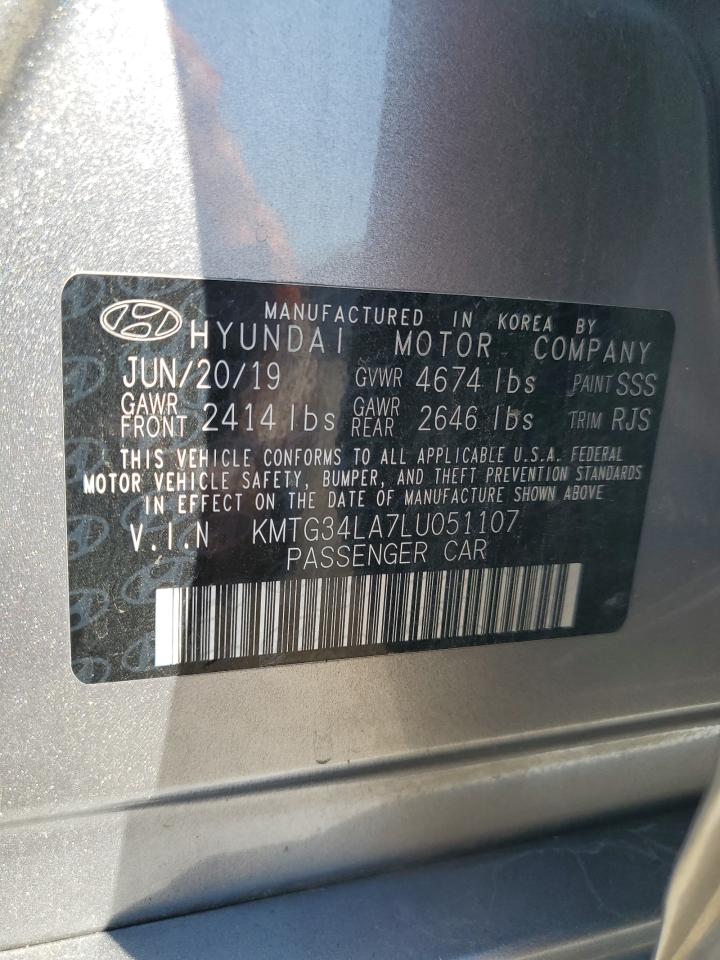 MANUFACTURED IN KOREA BY
HYUNDAI MOTOR COMPANY
JUN/20/19 GVWR 4674 lbs PAINT SSS
GAWR FRONT 2414 lbs GAWR REAR 2646 lbs TRIM RJS
THIS VEHICLE CONFORMS TO ALL APPLICABLE U.S.A. FEDERAL
MOTOR VEHICLE SAFETY, BUMPER, AND THEFT PREVENTION STANDARDS
IN EFFECT ON THE DATE OF MANUFACTURE SHOWN ABOVE
V.I.N KMTG34LA7LU051107
PASSENGER CAR